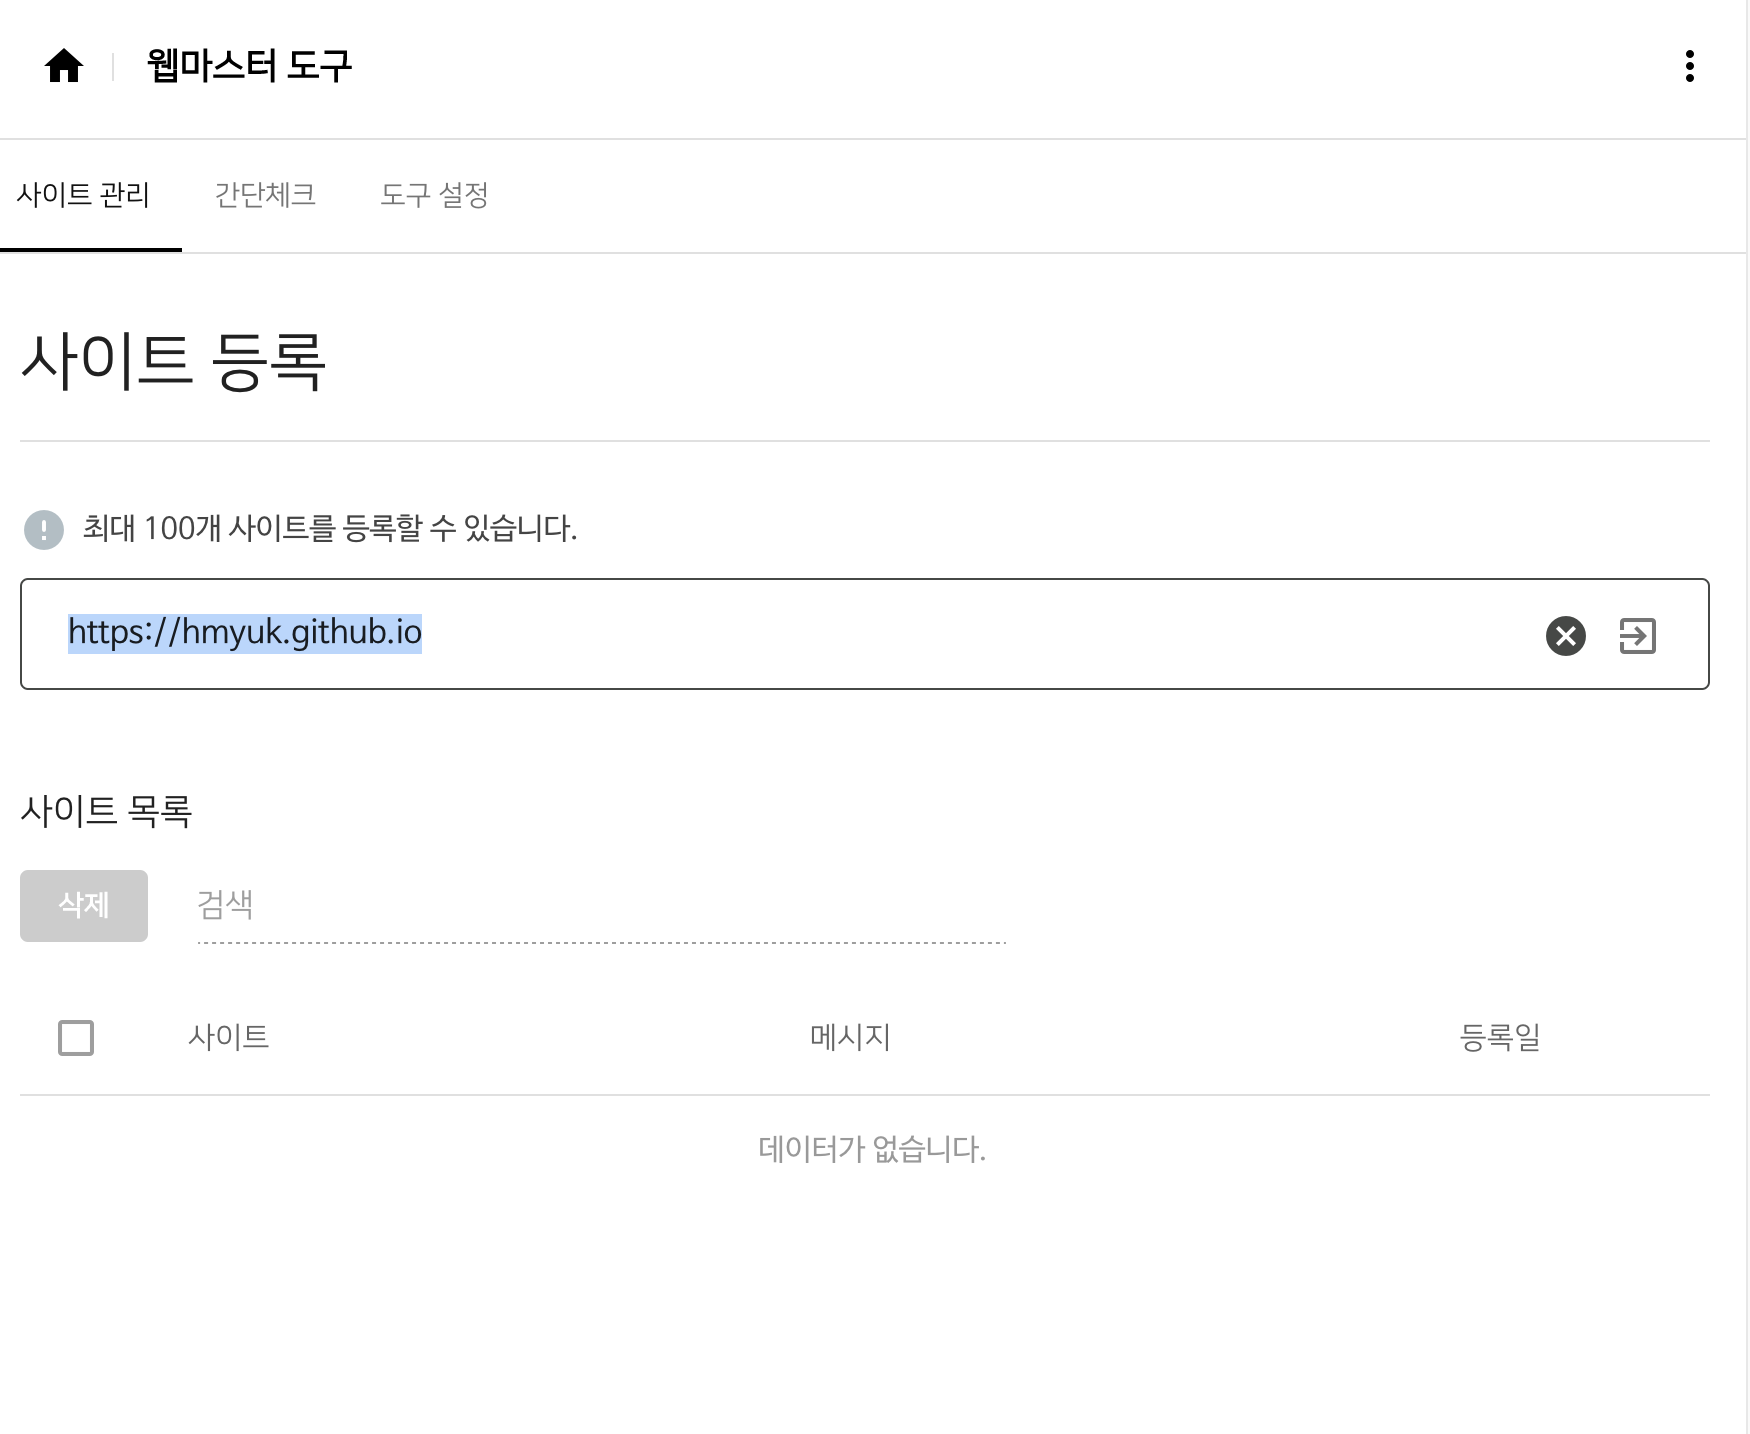 웹마스터 도구
사이트 관리 간단체크 도구 설정
사이트 등록
최대 100개 사이트를 등록할 수 있습니다.
https://hmyuk.github.io
사이트 목록
삭제 검색
사이트 메시지 등록일
데이터가 없습니다.